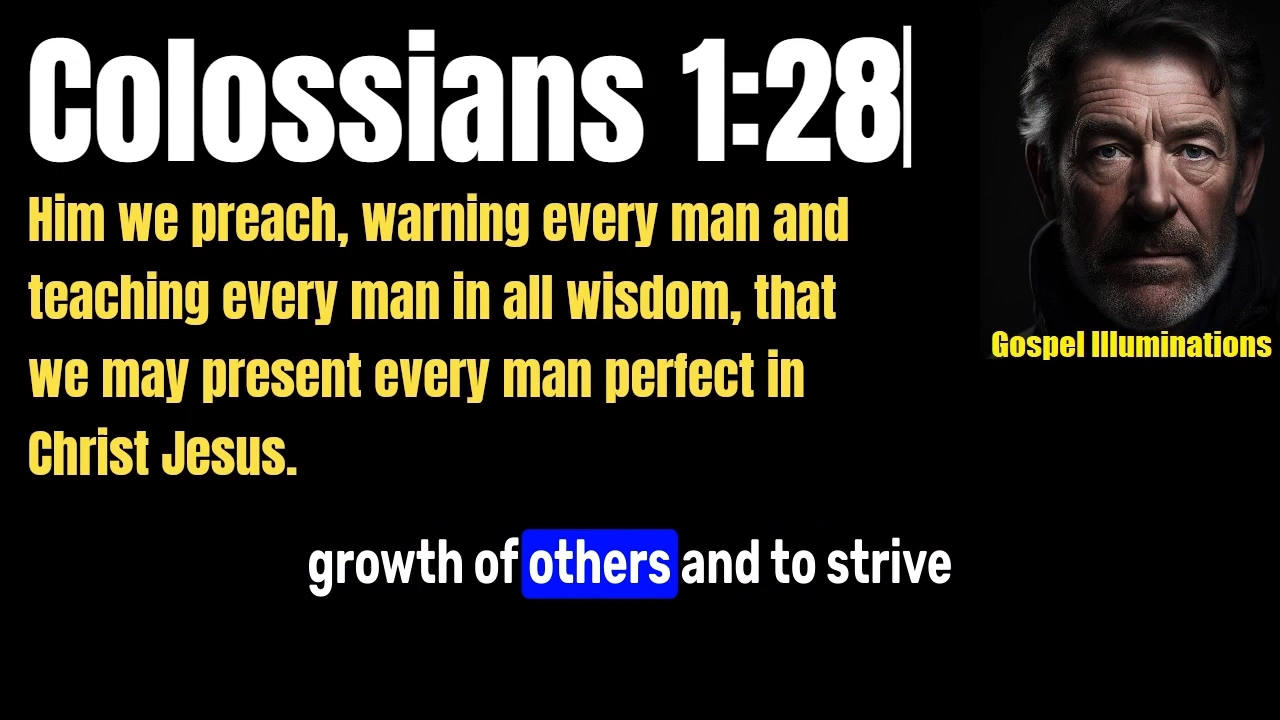 Colossians 1:28
Him we preach, warning every man and
teaching every man in all wisdom, that
we may present every man perfect in
Christ Jesus.
Gospel Illuminations
growth of others and to strive